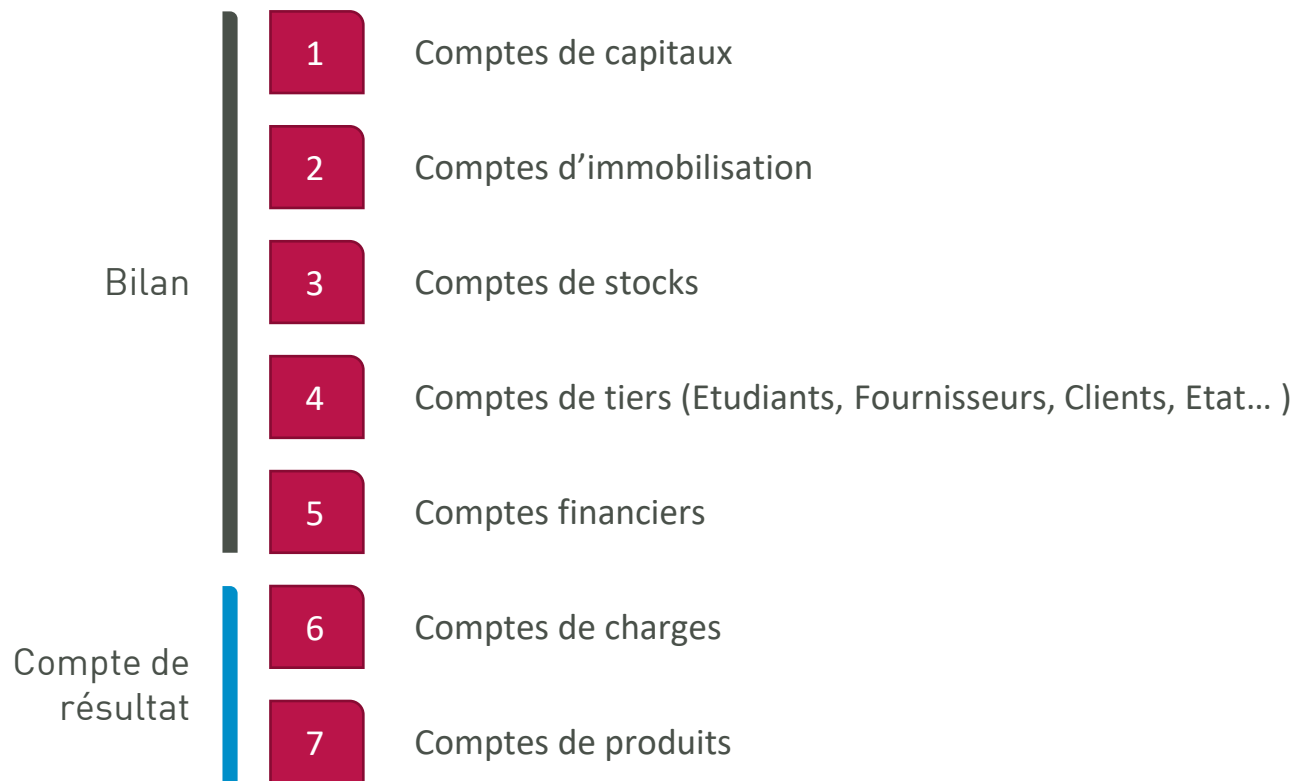 1 Comptes de capitaux
2 Comptes d’immobilisation
Bilan 3 Comptes de stocks
4 Comptes de tiers (Etudiants, Fournisseurs, Clients, Etat… )
5 Comptes financiers
6 Comptes de charges
Compte de
résultat
7 Comptes de produits